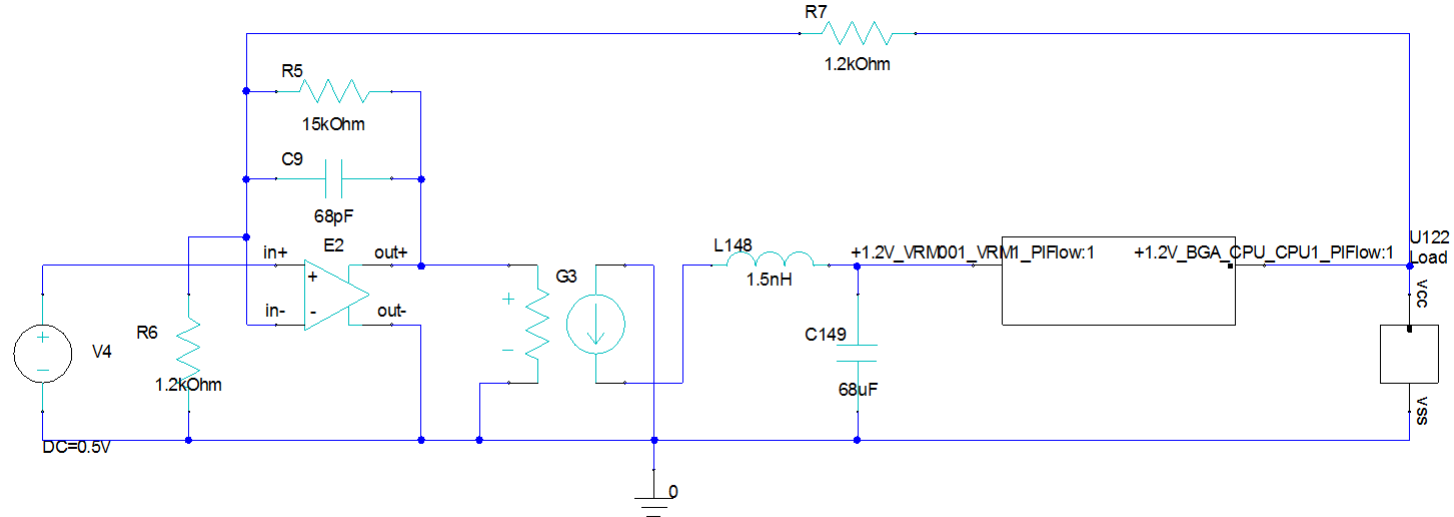 R7
1.2kOhm
R5
15kOhm
C9
68pF
E2
in+
out+
+
-
in-
out-
R6
1.2kOhm
+
-
V4
DC=0.5V
+
-
G3
L148
1.5nH
C149
68uF
+1.2V_VRM001_VRM1_PIFlow:1
+1.2V_BGA_CPU_CPU1_PIFlow:1
U122
Load
Vcc
Vss
0